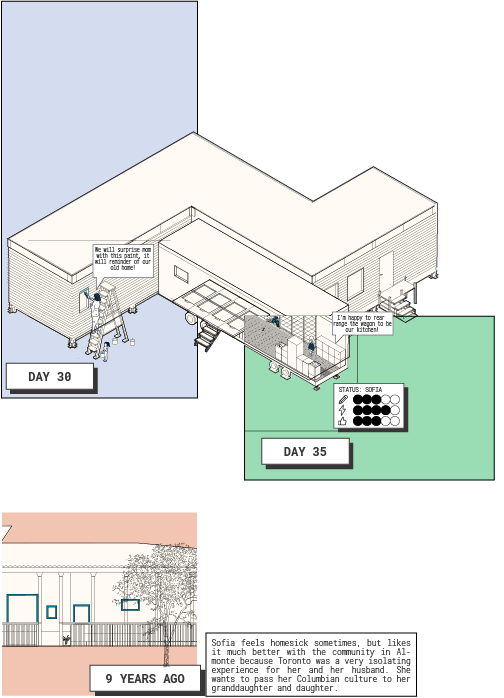 We will surprise mom
with this paint, it
will reminder of our
old home!
I'm happy to rear
range the wagon to be
our kitchen!
DAY 30
STATUS: SOFIA
DAY 35
9 YEARS AGO
Sofia feels homesick sometimes, but likes
it much better with the community in Al-
monte because Toronto was a very isolating
experience for her and her husband. She
wants to pass her Columbian culture to her
granddaughter and daughter.